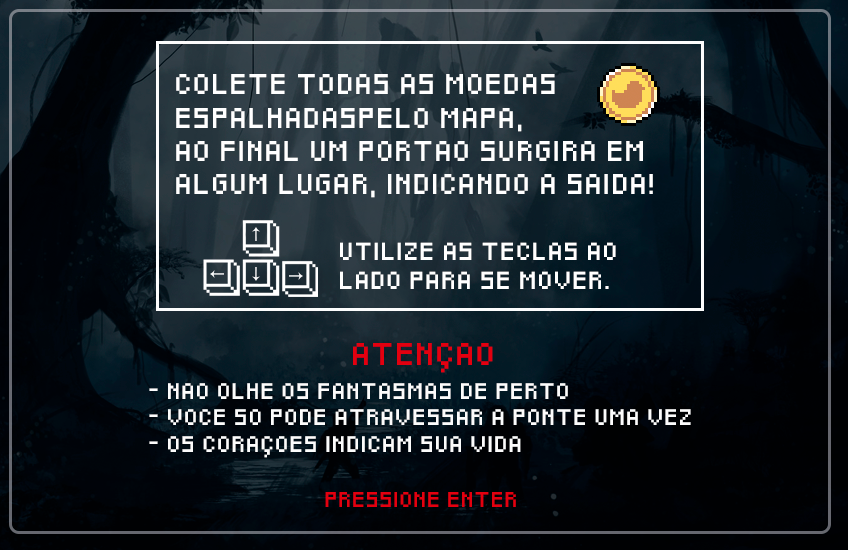 COLETE TODAS AS MOEDAS
ESPALHADASPELO MAPA,
AO FINAL UM PORTAO SURGIRA EM
ALGUM LUGAR, INDICANDO A SAIDA!
↑
← ↓ →
UTILIZE AS TECLAS AO
LADO PARA SE MOVER.
ATENÇAO
- NAO OLHE OS FANTASMAS DE PERTO
- VOCE SO PODE ATRAVESSAR A PONTE UMA VEZ
- OS CORAÇOES INDICAM SUA VIDA
PRESSIONE ENTER